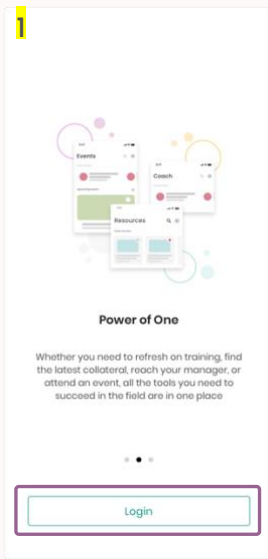 1
Events
Coach
Resources
Power of One
Whether you need to refresh on training, find
the latest collateral, reach your manager, or
attend an event, all the tools you need to
succeed in the field are in one place
Login